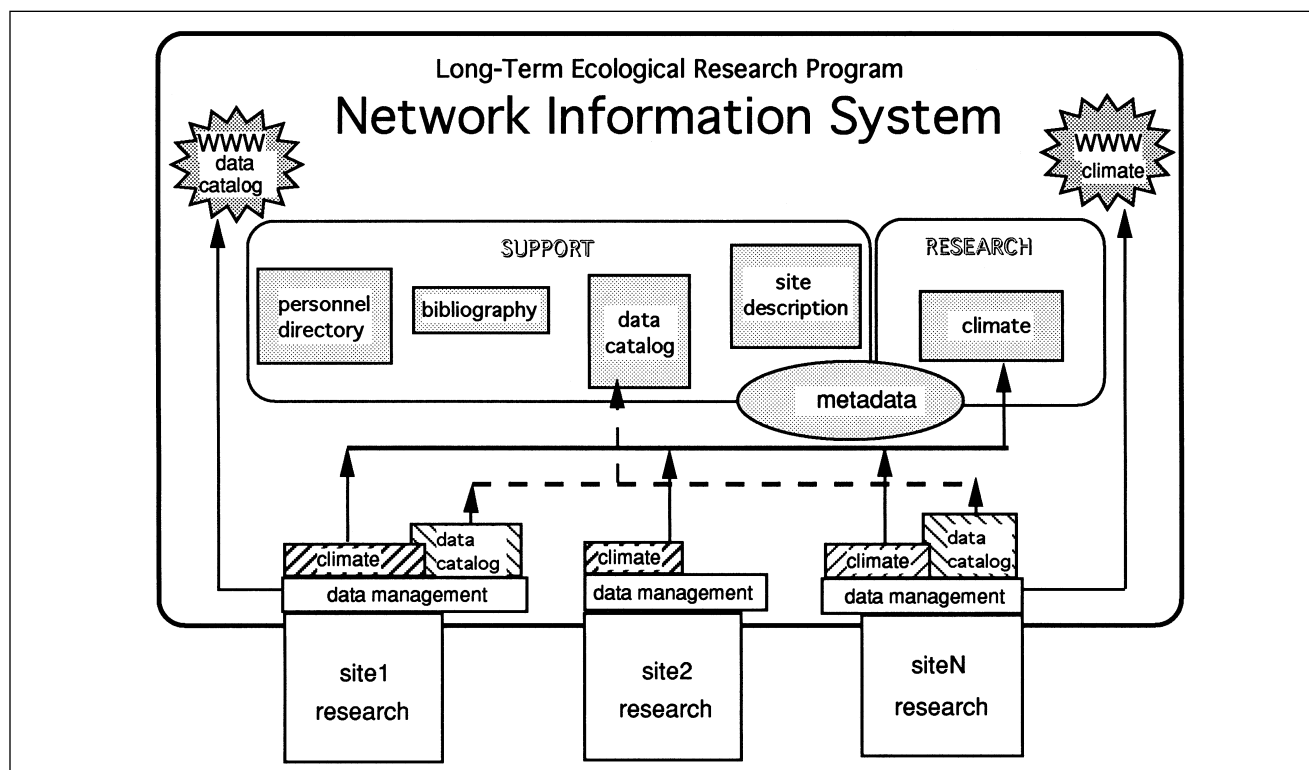 Long-Term Ecological Research Program
Network Information System
WWW
data
catalog
WWW
climate
SUPPORT
RESEARCH
personnel
directory
bibliography
data
catalog
site
description
climate
metadata
climate
data
catalog
data management
climate
data management
climate
data
catalog
data management
site1
research
site2
research
siteN
research